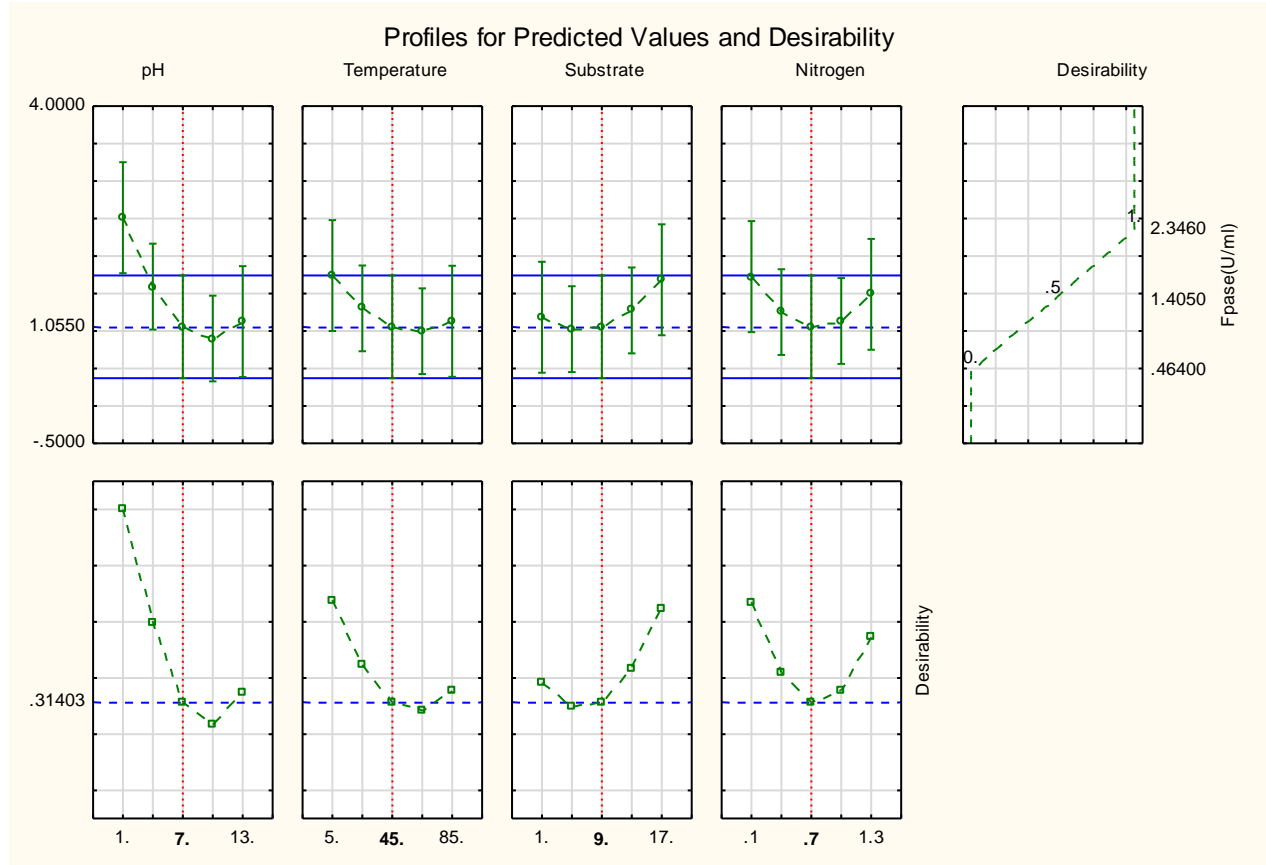 Profiles for Predicted Values and Desirability
pH Temperature Substrate Nitrogen Desirability
4.0000
1.
2.3460
.5
1.4050
1.0550
0.
.46400
-.5000
Fpase(U/ml)
.31403
Desirability
1. 7. 13. 5. 45. 85. 1. 9. 17. .1 .7 1.3